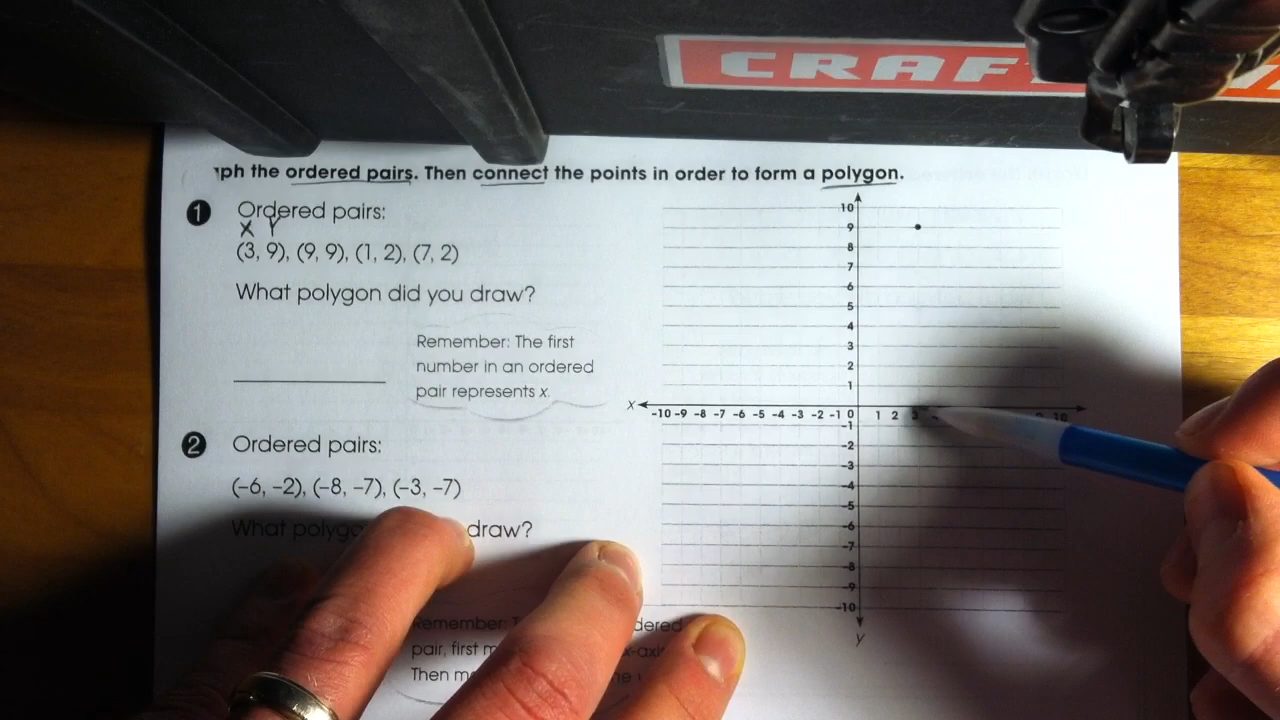 CRAF
ph the ordered pairs. Then connect the points in order to form a polygon.
1 Ordered pairs:
X Y
(3, 9), (9, 9), (1, 2), (7, 2)
What polygon did you draw?
Remember: The first
number in an ordered
pair represents x.
2 Ordered pairs:
(–6, –2), (–8, –7), (–3, –7)
What draw?
Remember:
pair, first
Then
10
9
8
7
6
5
4
3
2
1
x -10 -9 -8 -7 -6 -5 -4 -3 -2 -1 0 1 2 3 10
-1
-2
-3
-4
-5
-6
-7
-8
-9
-10
y